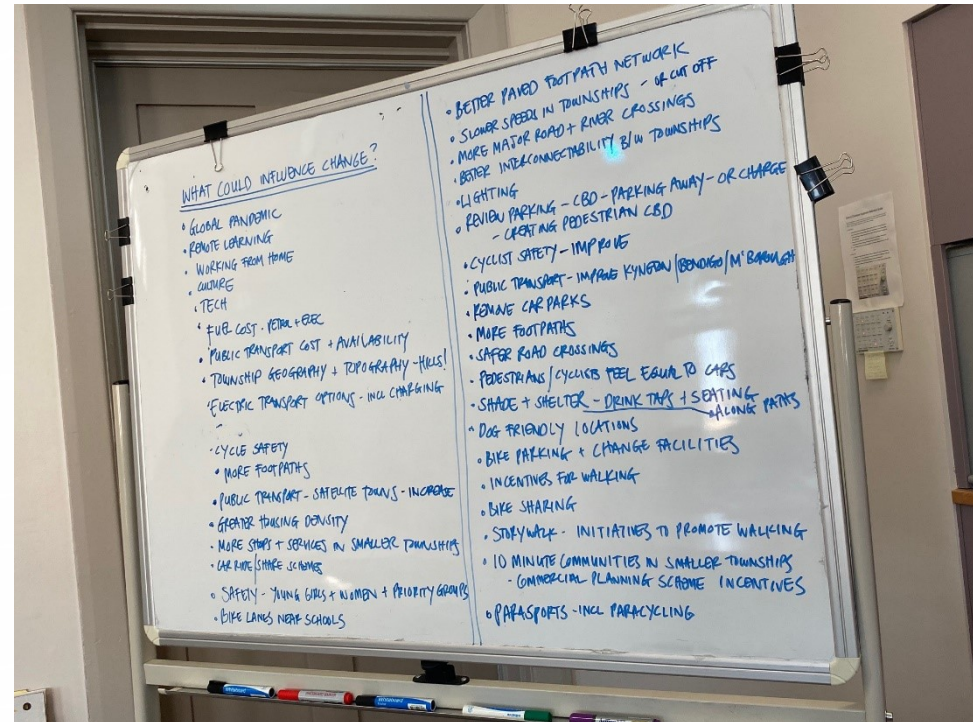 WHAT COULD INFLUENCE CHANGE?
• GLOBAL PANDEMIC
• REMOTE LEARNING
• WORKING FROM HOME
• CULTURE
• TECH
• FUEL COST - PETROL + ELEC
• PUBLIC TRANSPORT COST + AVAILABILITY
• TOWNSHIP GEOGRAPHY + TOPOGRAPHY - HILLS!
• ELECTRIC TRANSPORT OPTIONS - INCL CHARGING
• CYCLE SAFETY
• MORE FOOTPATHS
• PUBLIC TRANSPORT - SATELLITE TOWNS - INCREASE
• GREATER HOUSING DENSITY
• MORE SHOPS + SERVICES IN SMALLER TOWNSHIPS
• CAR RIDE/SHARE SCHEMES
• SAFETY - YOUNG GIRLS + WOMEN + PRIORITY GROUPS
• BIKE LANES NEAR SCHOOLS
• BETTER PAVED FOOTPATH NETWORK
• SLOWER SPEEDS IN TOWNSHIPS - OR CUT OFF
• MORE MAJOR ROAD + RIVER CROSSINGS
• BETTER INTERCONNECTABILITY B/W TOWNSHIPS
• LIGHTING
• REVIEW PARKING - CBD - PARKING AWAY - OR CHARGE
- CREATING PEDESTRIAN CBD
• CYCLIST SAFETY - IMPROVE
• PUBLIC TRANSPORT - IMPROVE KYNETON/BENDIGO/M'BOROUGH
• REMOVE CAR PARKS
• MORE FOOTPATHS
• SAFER ROAD CROSSINGS
• PEDESTRIANS/CYCLISTS FEEL EQUAL TO CARS
• SHADE + SHELTER - DRINK TAPS + SEATING
ALONG PATHS
• DOG FRIENDLY LOCATIONS
• BIKE PARKING + CHANGE FACILITIES
• INCENTIVES FOR WALKING
• BIKE SHARING
• STORYWALK - INITIATIVES TO PROMOTE WALKING
• 10 MINUTE COMMUNITIES IN SMALLER TOWNSHIPS
- COMMERCIAL PLANNING SCHEME INCENTIVES
• PARASPORTS - INCL PARACYCLING